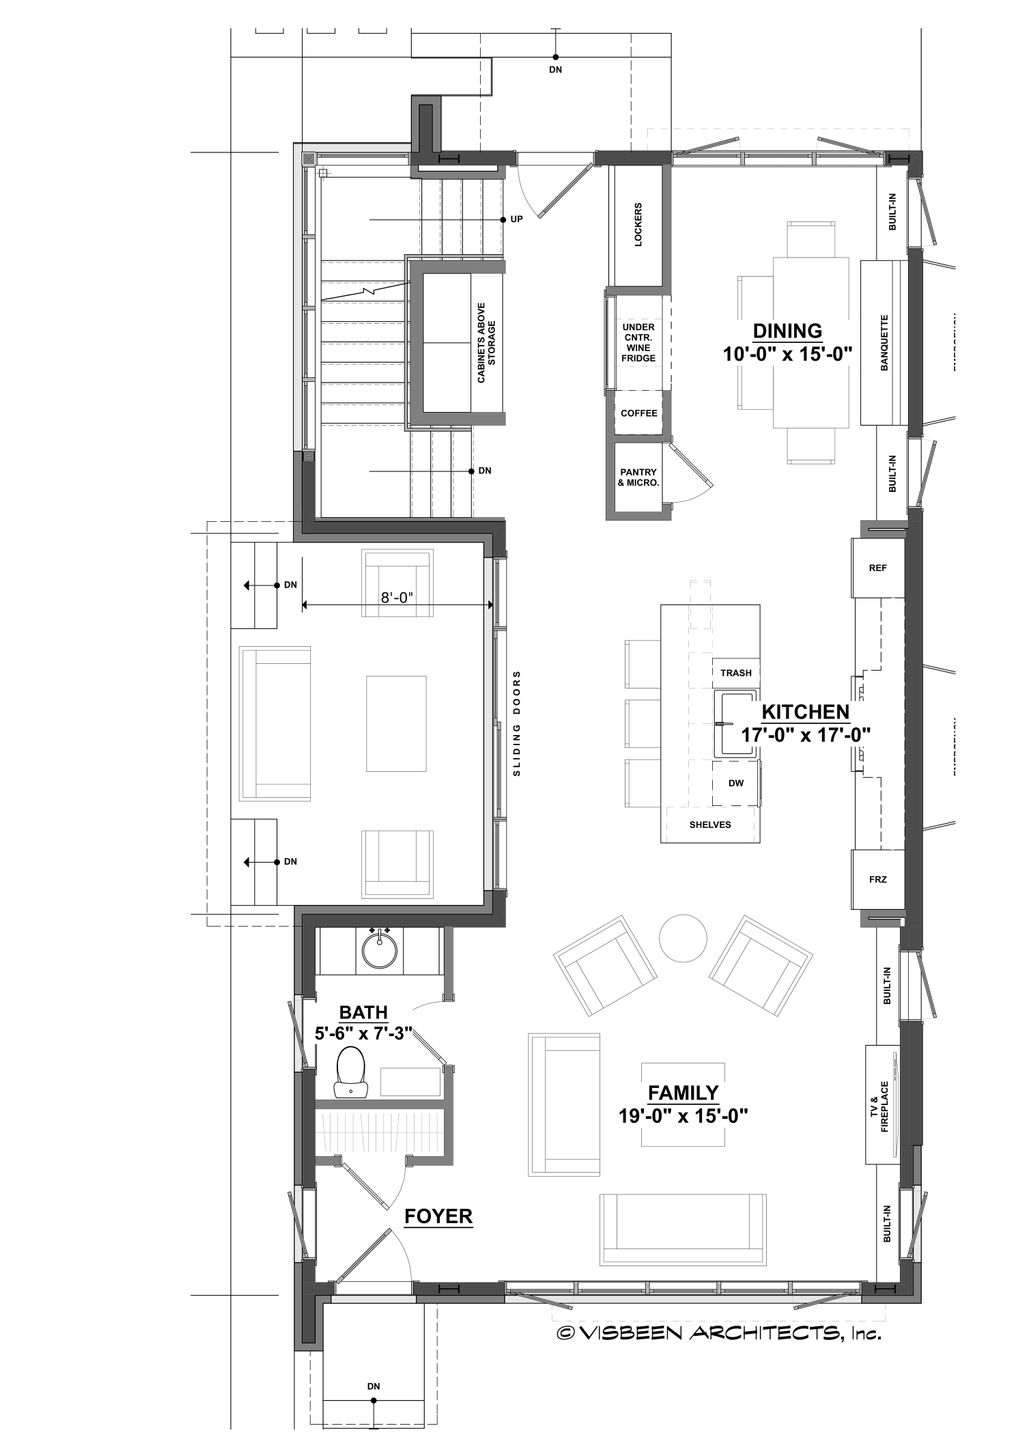 DN
UP
LOCKERS
BUILT-IN
CABINETS ABOVE
STORAGE
UNDER
CNTR.
WINE
FRIDGE
DINING
10'-0" x 15'-0"
BANQUETTE
COFFEE
DN
PANTRY
& MICRO.
BUILT-IN
REF
DN
8'-0"
SLIDING DOORS
TRASH
KITCHEN
17'-0" x 17'-0"
DW
SHELVES
DN
FRZ
BUILT-IN
BATH
5'-6" x 7'-3"
FAMILY
19'-0" x 15'-0"
TV &
FIREPLACE
FOYER
BUILT-IN
© VISBEEN ARCHITECTS, Inc.
DN